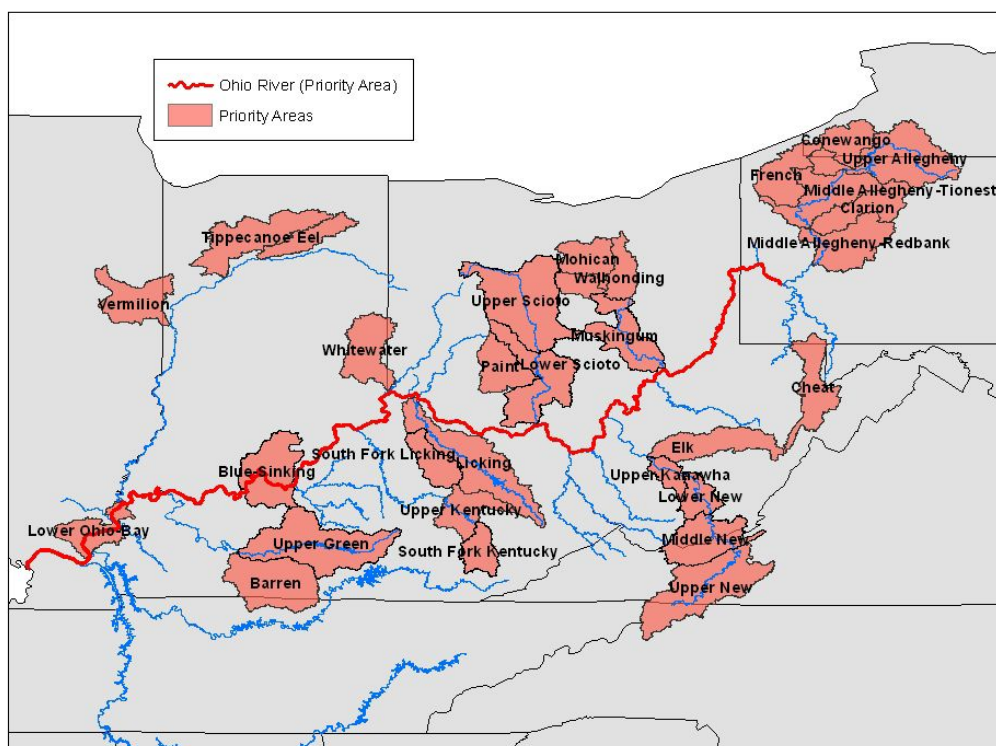 Ohio River (Priority Area)
Priority Areas
Conewango
Upper Allegheny
French
Middle Allegheny-Tionest
Clarion
Middle Allegheny-Redbank
Tippecanoe Eel
Mohican
Walhonding
Vermilion
Upper Scioto
Muskingum
Whitewater
Paint
Lower Scioto
Cheat
Elk
South Fork Licking
Licking
Blue-Sinking
Upper Kanawha
Lower New
Upper Kentucky
Lower Ohio-Bay
Upper Green
Middle New
South Fork Kentucky
Barren
Upper New